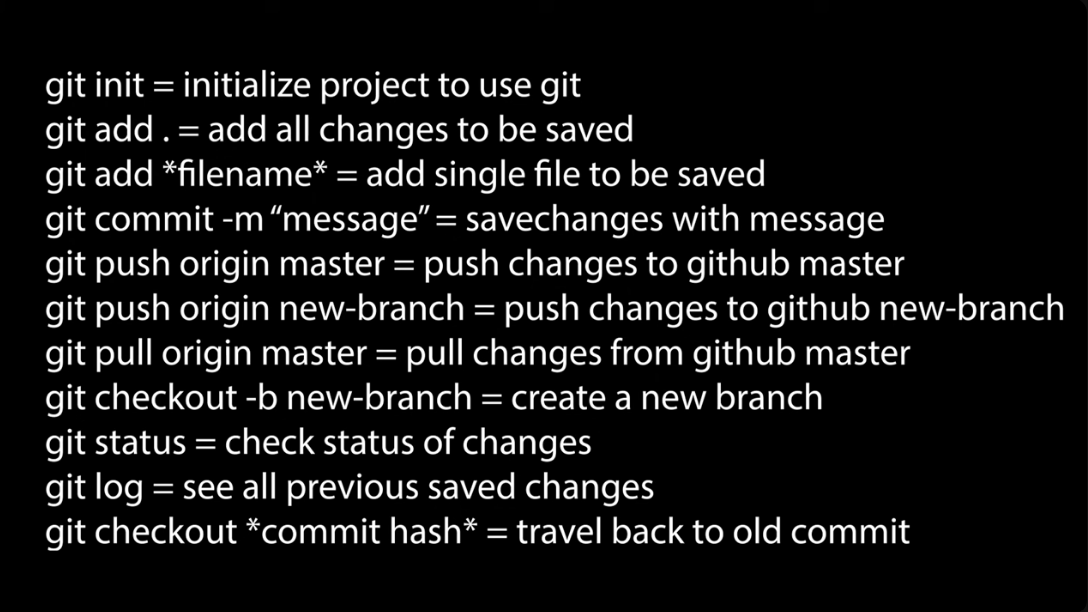 git init = initialize project to use git
git add . = add all changes to be saved
git add *filename* = add single file to be saved
git commit -m “message” = savechanges with message
git push origin master = push changes to github master
git push origin new-branch = push changes to github new-branch
git pull origin master = pull changes from github master
git checkout -b new-branch = create a new branch
git status = check status of changes
git log = see all previous saved changes
git checkout *commit hash* = travel back to old commit